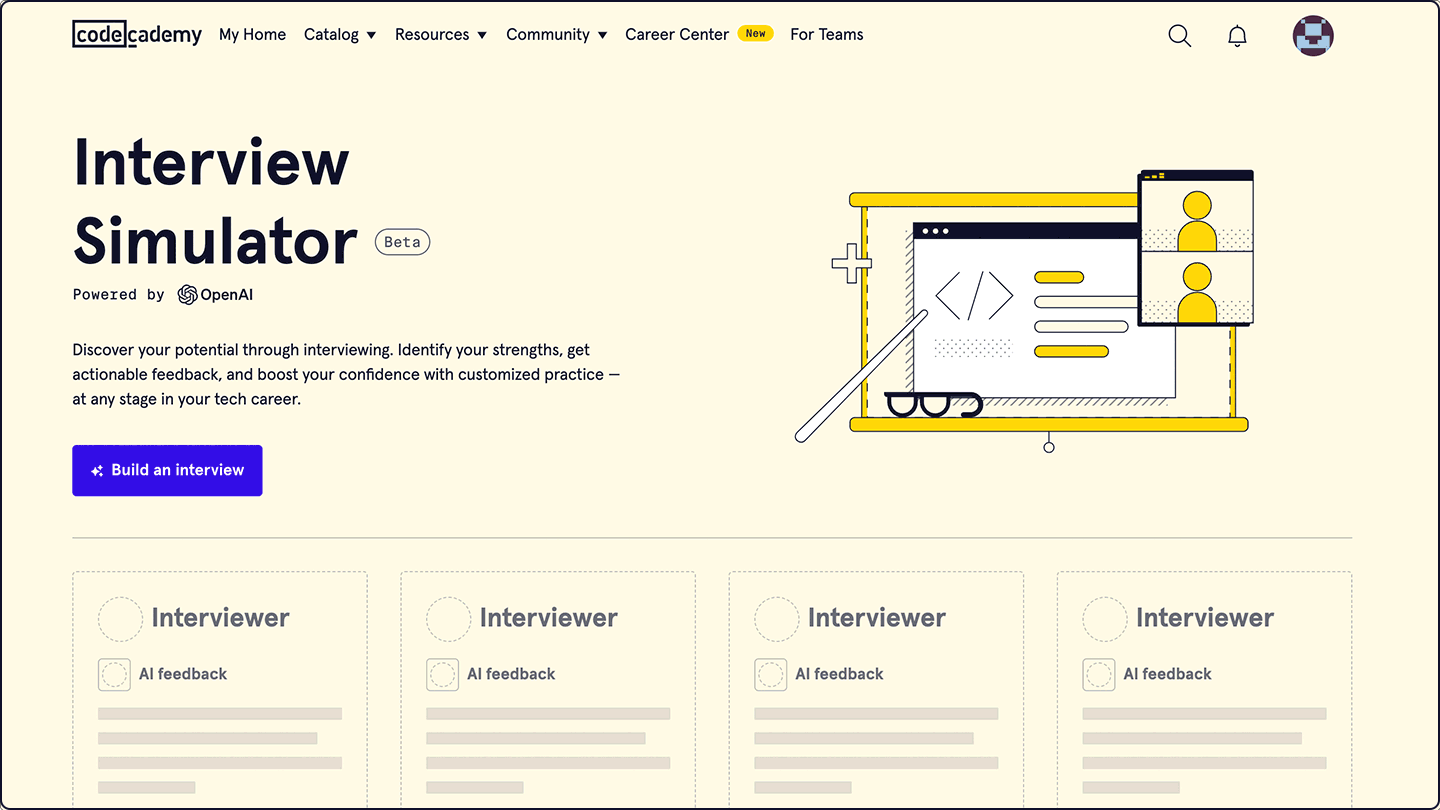 codecademy My Home Catalog Resources Community Career Center New For Teams
Interview
Simulator Beta
Powered by OpenAI
Discover your potential through interviewing. Identify your strengths, get
actionable feedback, and boost your confidence with customized practice —
at any stage in your tech career.
Build an interview
Interviewer Interviewer Interviewer Interviewer
AI feedback AI feedback AI feedback AI feedback